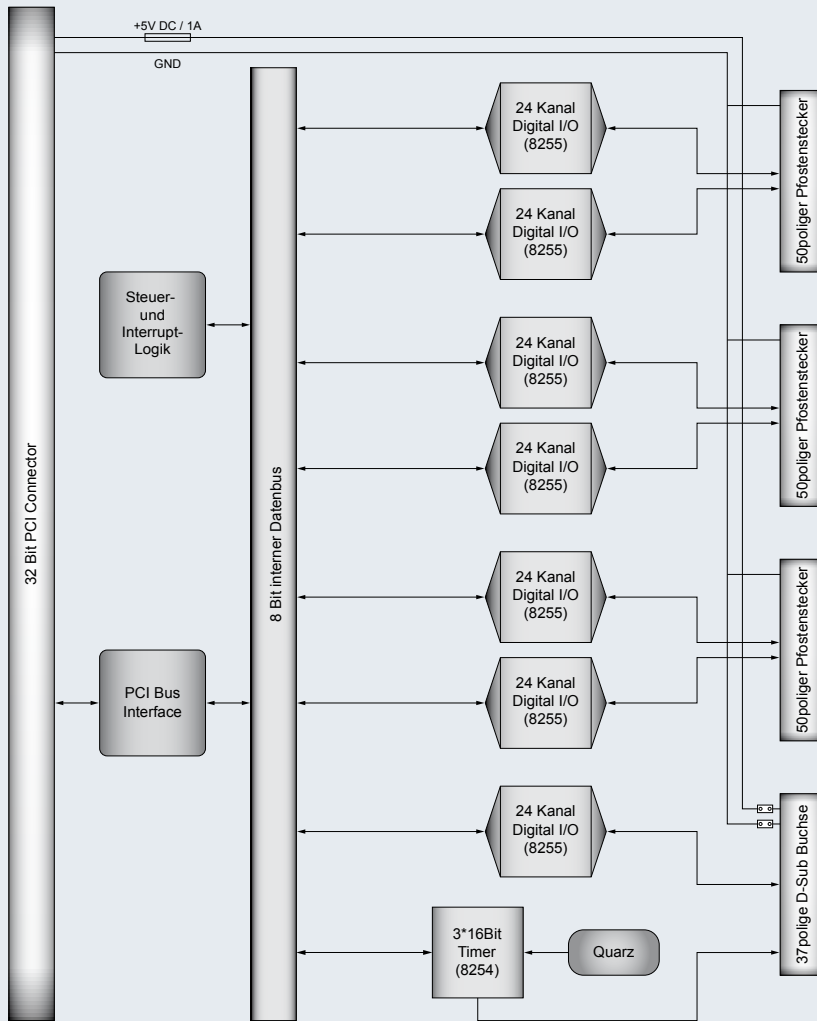 +5V DC / 1A
GND
32 Bit PCI Connector
8 Bit interner Datenbus
Steuer-
und
Interrupt-
Logik
PCI Bus
Interface
24 Kanal
Digital I/O
(8255)
24 Kanal
Digital I/O
(8255)
50poliger Pfostenstecker
24 Kanal
Digital I/O
(8255)
24 Kanal
Digital I/O
(8255)
50poliger Pfostenstecker
24 Kanal
Digital I/O
(8255)
24 Kanal
Digital I/O
(8255)
50poliger Pfostenstecker
24 Kanal
Digital I/O
(8255)
37polige D-Sub Buchse
3*16Bit
Timer
(8254)
Quarz